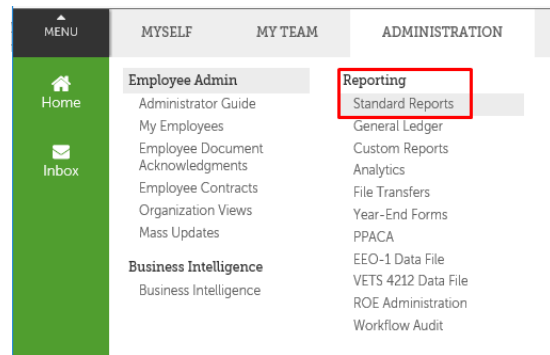 MENU
MYSELF
MY TEAM
ADMINISTRATION
Home
Inbox
Employee Admin
Administrator Guide
My Employees
Employee Document
Acknowledgments
Employee Contracts
Organization Views
Mass Updates
Business Intelligence
Business Intelligence
Reporting
Standard Reports
General Ledger
Custom Reports
Analytics
File Transfers
Year-End Forms
PPACA
EEO-1 Data File
VETS 4212 Data File
ROE Administration
Workflow Audit